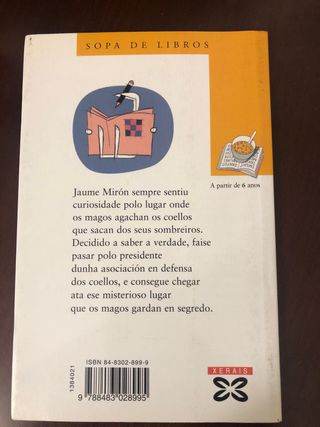 SOPA DE LIBROS
A partir de 6 anos
Jaume Mirón sempre sentiu
curiosidade polo lugar onde
os magos agachan os coellos
que sacan dos seus sombreiros.
Decidido a saber a verdade, faise
pasar polo presidente
dunha asociación en defensa
dos coellos, e consegue chegar
ata ese misterioso lugar
que os magos gardan en segredo.
ISBN 84-8302-899-9
1384021
9 788483 028995
XERAIS